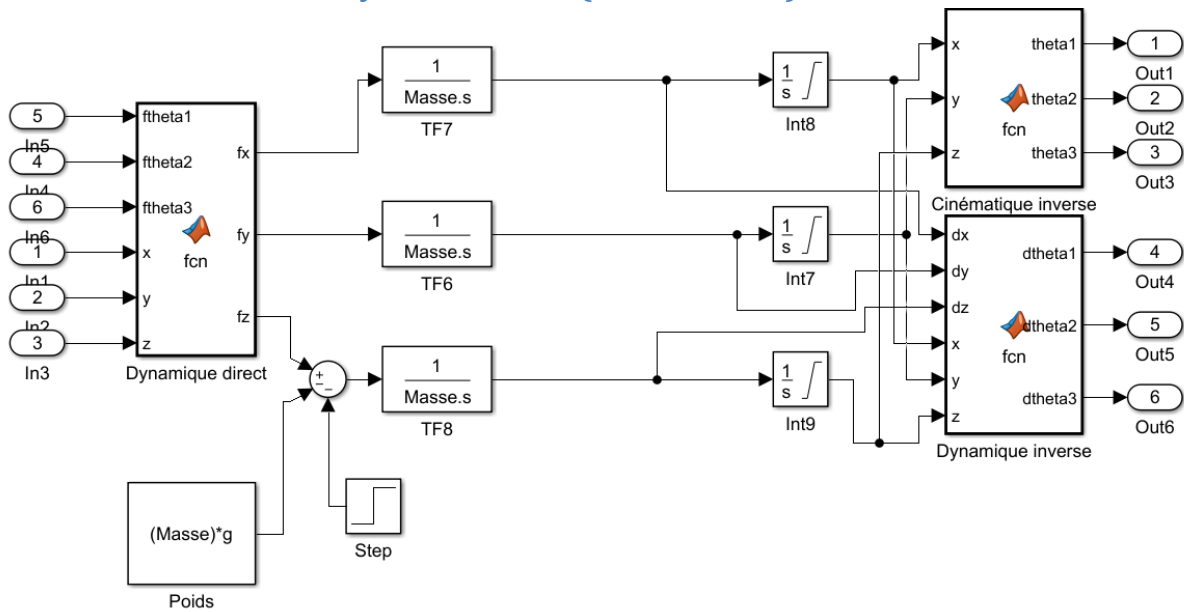 5
In5
4
In4
6
In6
1
In1
2
In2
3
In3
ftheta1
ftheta2
ftheta3
x
y
z
fcn
fx
fy
fz
Dynamique direct
1
Masse.s
TF7
1
Masse.s
TF6
+
−
−
1
Masse.s
TF8
(Masse)*g
Poids
Step
1
s
Int8
1
s
Int7
1
s
Int9
x
y
z
fcn
theta1
theta2
theta3
Cinématique inverse
1
Out1
2
Out2
3
Out3
dx
dy
dz
x
y
z
fcn
dtheta1
dtheta2
dtheta3
Dynamique inverse
4
Out4
5
Out5
6
Out6